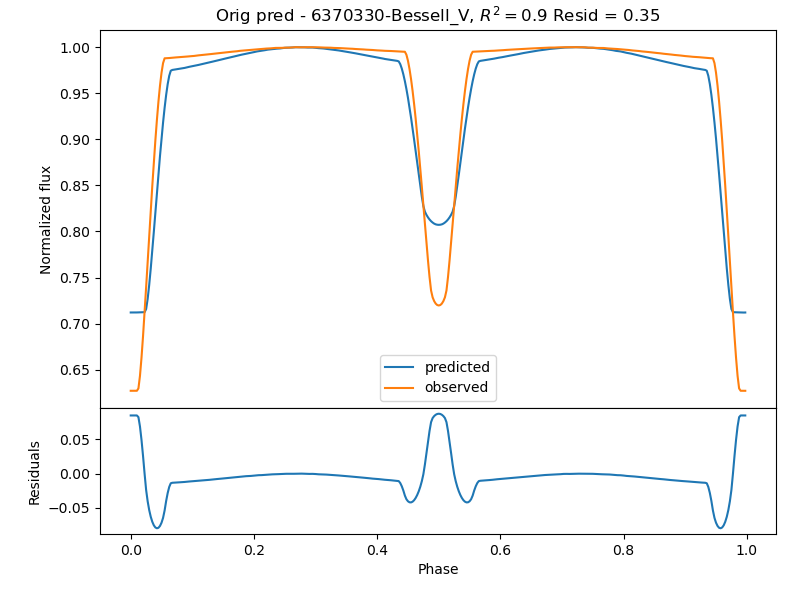 Orig pred - 6370330-Bessell_V, R² = 0.9 Resid = 0.35
1.00
0.95
0.90
0.85
0.80
0.75
0.70
0.65
Normalized flux
predicted
observed
0.05
0.00
−0.05
Residuals
0.0 0.2 0.4 0.6 0.8 1.0
Phase